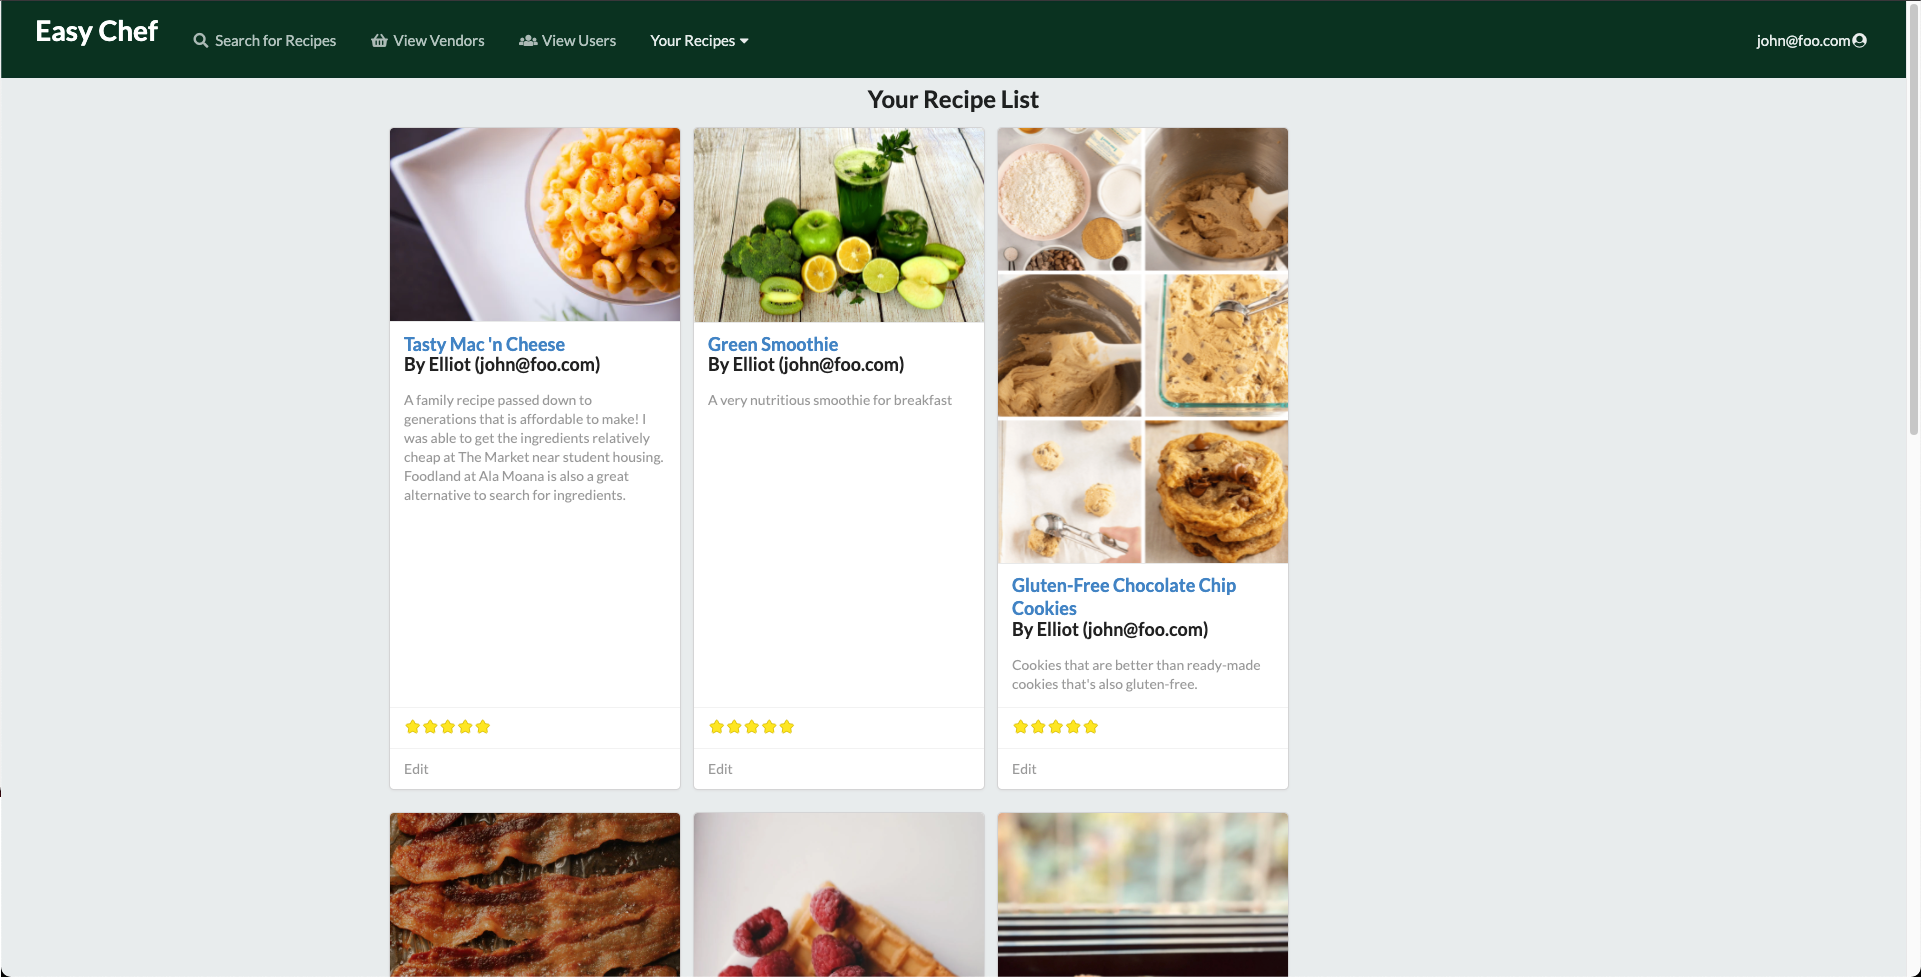 Easy Chef
Search for Recipes
View Vendors
View Users
Your Recipes
john@foo.com
Your Recipe List
Tasty Mac 'n Cheese
By Elliot (john@foo.com)
A family recipe passed down to
generations that is affordable to make! I
was able to get the ingredients relatively
cheap at The Market near student housing.
Foodland at Ala Moana is also a great
alternative to search for ingredients.
Edit
Green Smoothie
By Elliot (john@foo.com)
A very nutritious smoothie for breakfast
Edit
Gluten-Free Chocolate Chip
Cookies
By Elliot (john@foo.com)
Cookies that are better than ready-made
cookies that's also gluten-free.
Edit